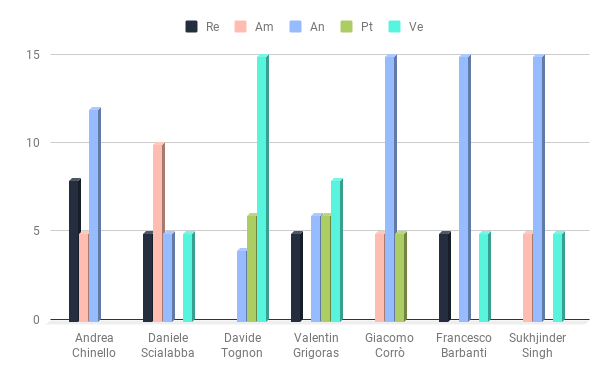 Re Am An Pt Ve
15
10
5
0
Andrea Chinello
Daniele Scialabba
Davide Tognon
Valentin Grigoras
Giacomo Corrò
Francesco Barbanti
Sukhjinder Singh